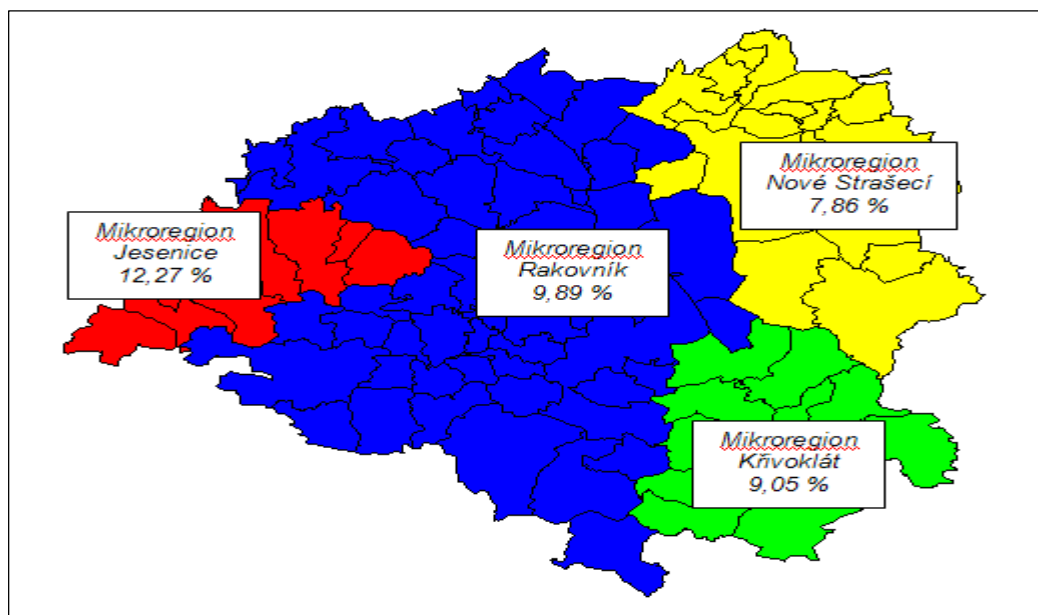 Mikroregion
Nové Strašecí
7,86 %
Mikroregion
Jesenice
12,27 %
Mikroregion
Rakovník
9,89 %
Mikroregion
Křivoklát
9,05 %